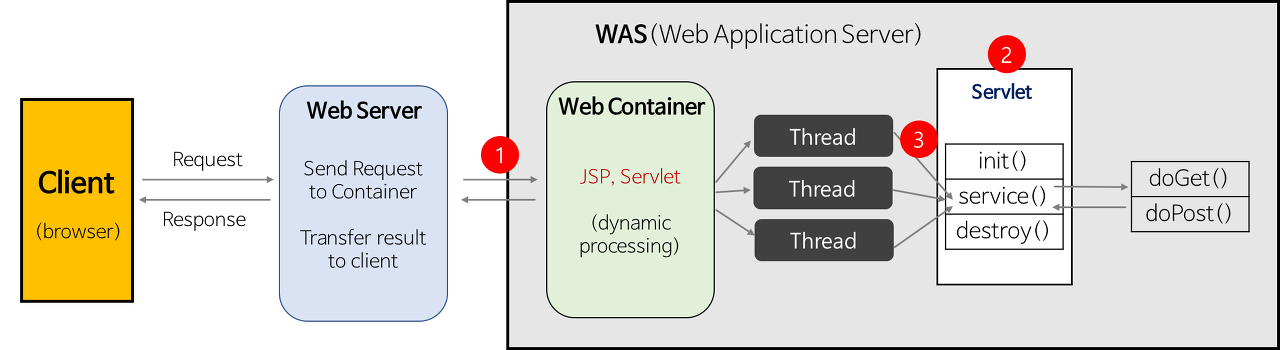 WAS(Web Application Server)
Client
(browser)
Request
Response
Web Server
Send Request
to Container
Transfer result
to client
1
Web Container
JSP, Servlet
(dynamic
processing)
Thread
Thread
Thread
3
2
Servlet
init()
service()
destroy()
doGet()
doPost()